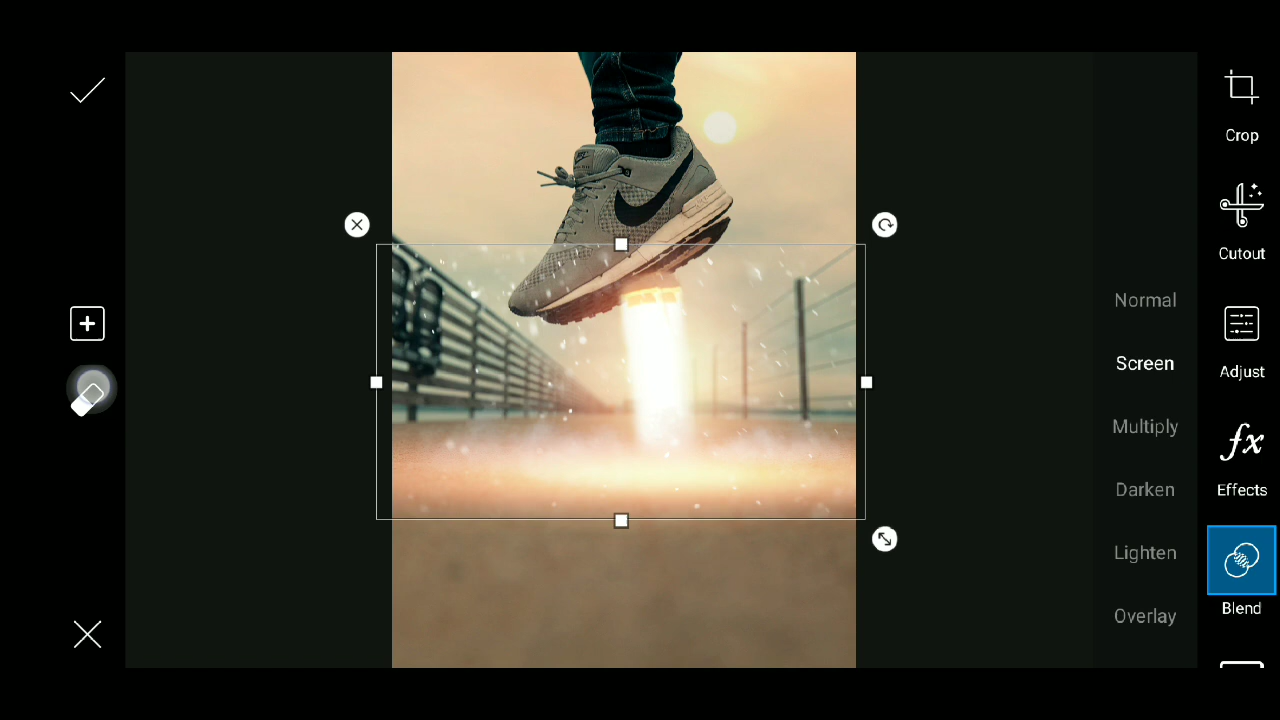 Crop
Cutout
Normal
Screen
Adjust
Multiply
Darken
Effects
Lighten
Blend
Overlay